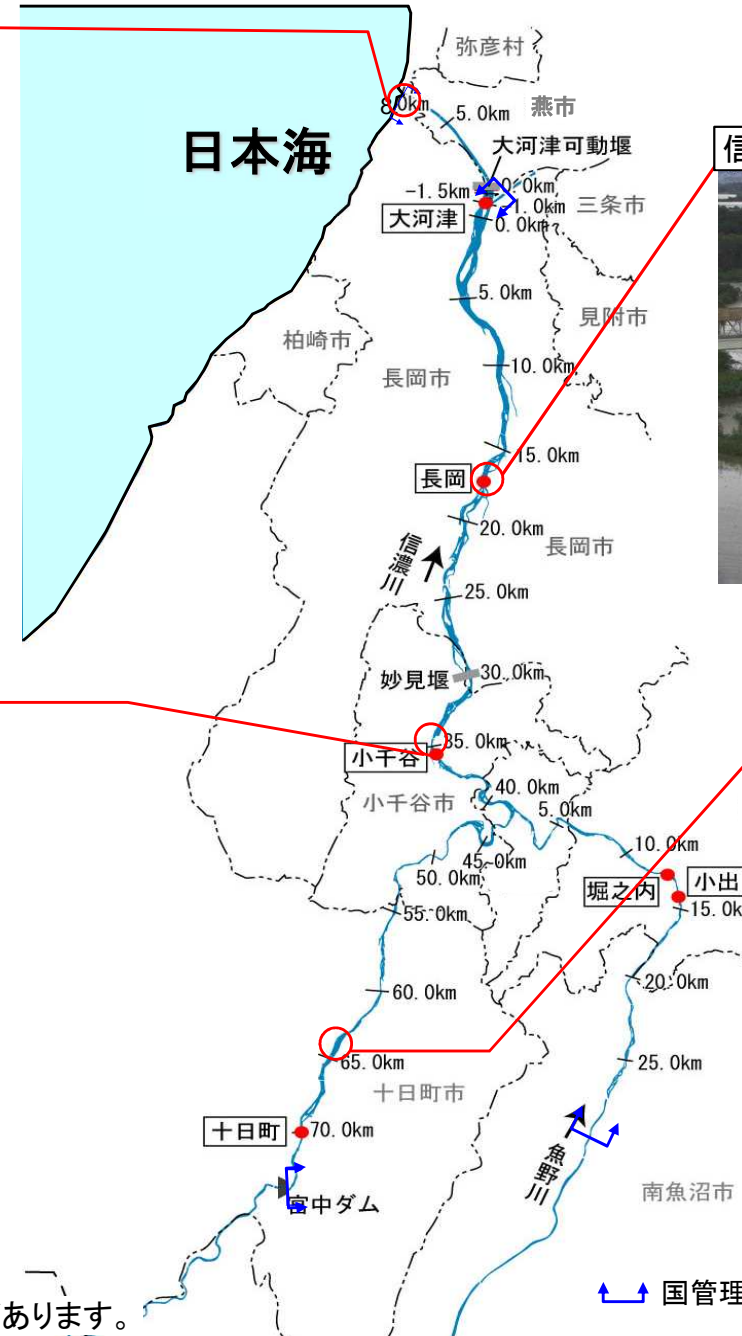 弥彦村
8.0km
5.0km
燕市
日本海
大河津可動堰
信
-1.5km
0.0km
1.0km
三条市
大河津
0.0km
5.0km
見附市
柏崎市
10.0km
長岡市
15.0km
長岡
20.0km
長岡市
信濃川
25.0km
妙見堰
30.0km
35.0km
小千谷
40.0km
小千谷市
5.0km
10.0km
45.0km
50.0km
小出
堀之内
15.0k
55.0km
20.0km
60.0km
25.0km
65.0km
十日町市
十日町
70.0km
魚野川
南魚沼市
宮中ダム
国管理
あります。